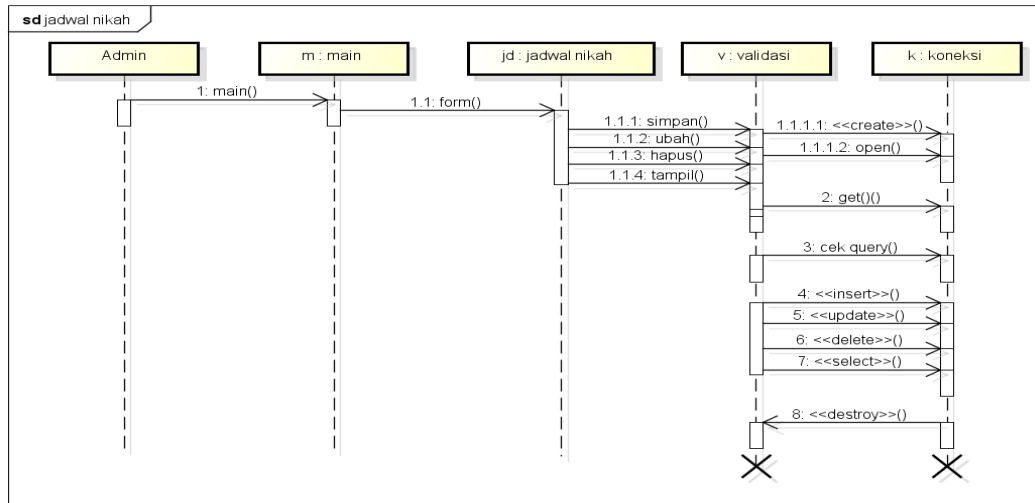 sd jadwal nikah
Admin
m : main
jd : jadwal nikah
v : validasi
k : koneksi
1: main()
1.1: form()
1.1.1: simpan()
1.1.1.1: <<create>>()
1.1.2: ubah()
1.1.1.2: open()
1.1.3: hapus()
1.1.4: tampil()
2: get()()
3: cek query()
4: <<insert>>()
5: <<update>>()
6: <<delete>>()
7: <<select>>()
8: <<destroy>>()